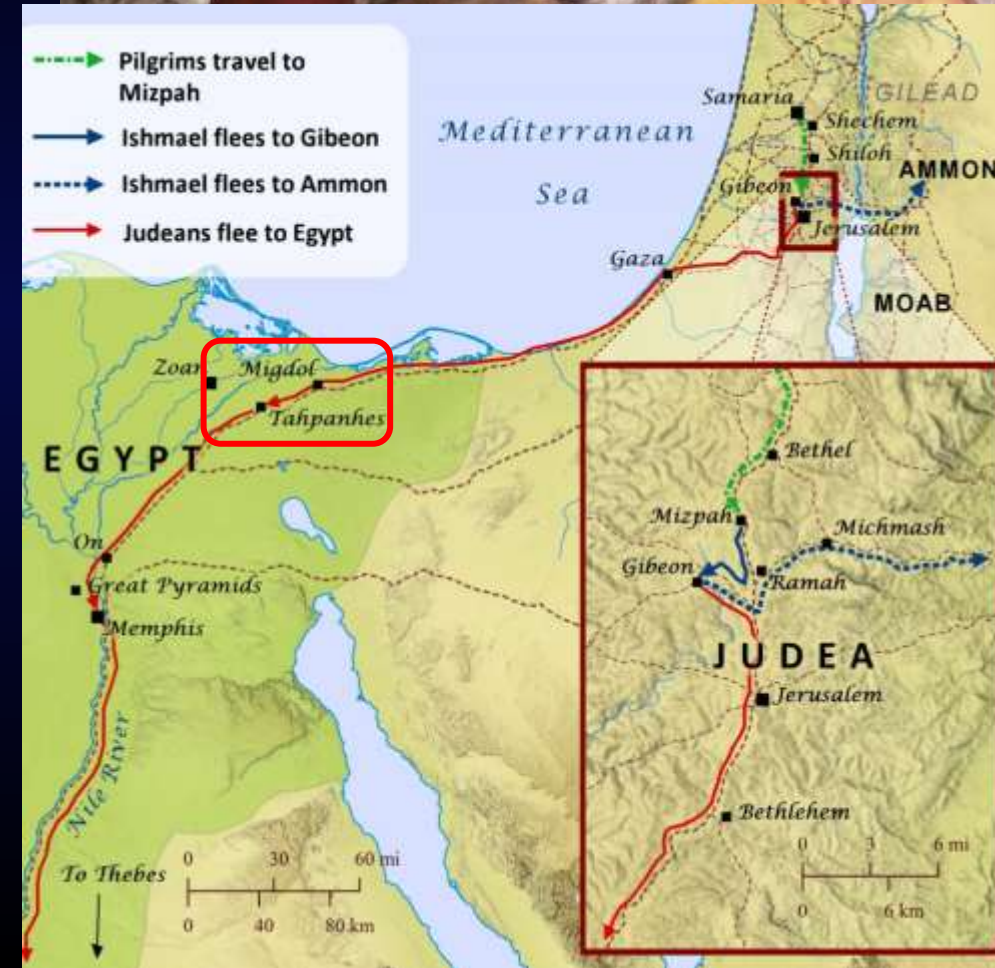 Pilgrims travel to
Mizpah
Ishmael flees to Gibeon
Ishmael flees to Ammon
Judeans flee to Egypt
Mediterranean
Sea
Samaria
GILEAD
Shechem
Shiloh
AMMON
Gibeon
Jerusalem
Gaza
MOAB
Zoan
Migdol
Tahpanhes
EGYPT
On
Great Pyramids
Memphis
Nile River
To Thebes
0 30 60 mi
0 40 80 km
Bethel
Mizpah
Michmash
Gibeon
Ramah
JUDEA
Jerusalem
Bethlehem
0 3 6 mi
0 6 km